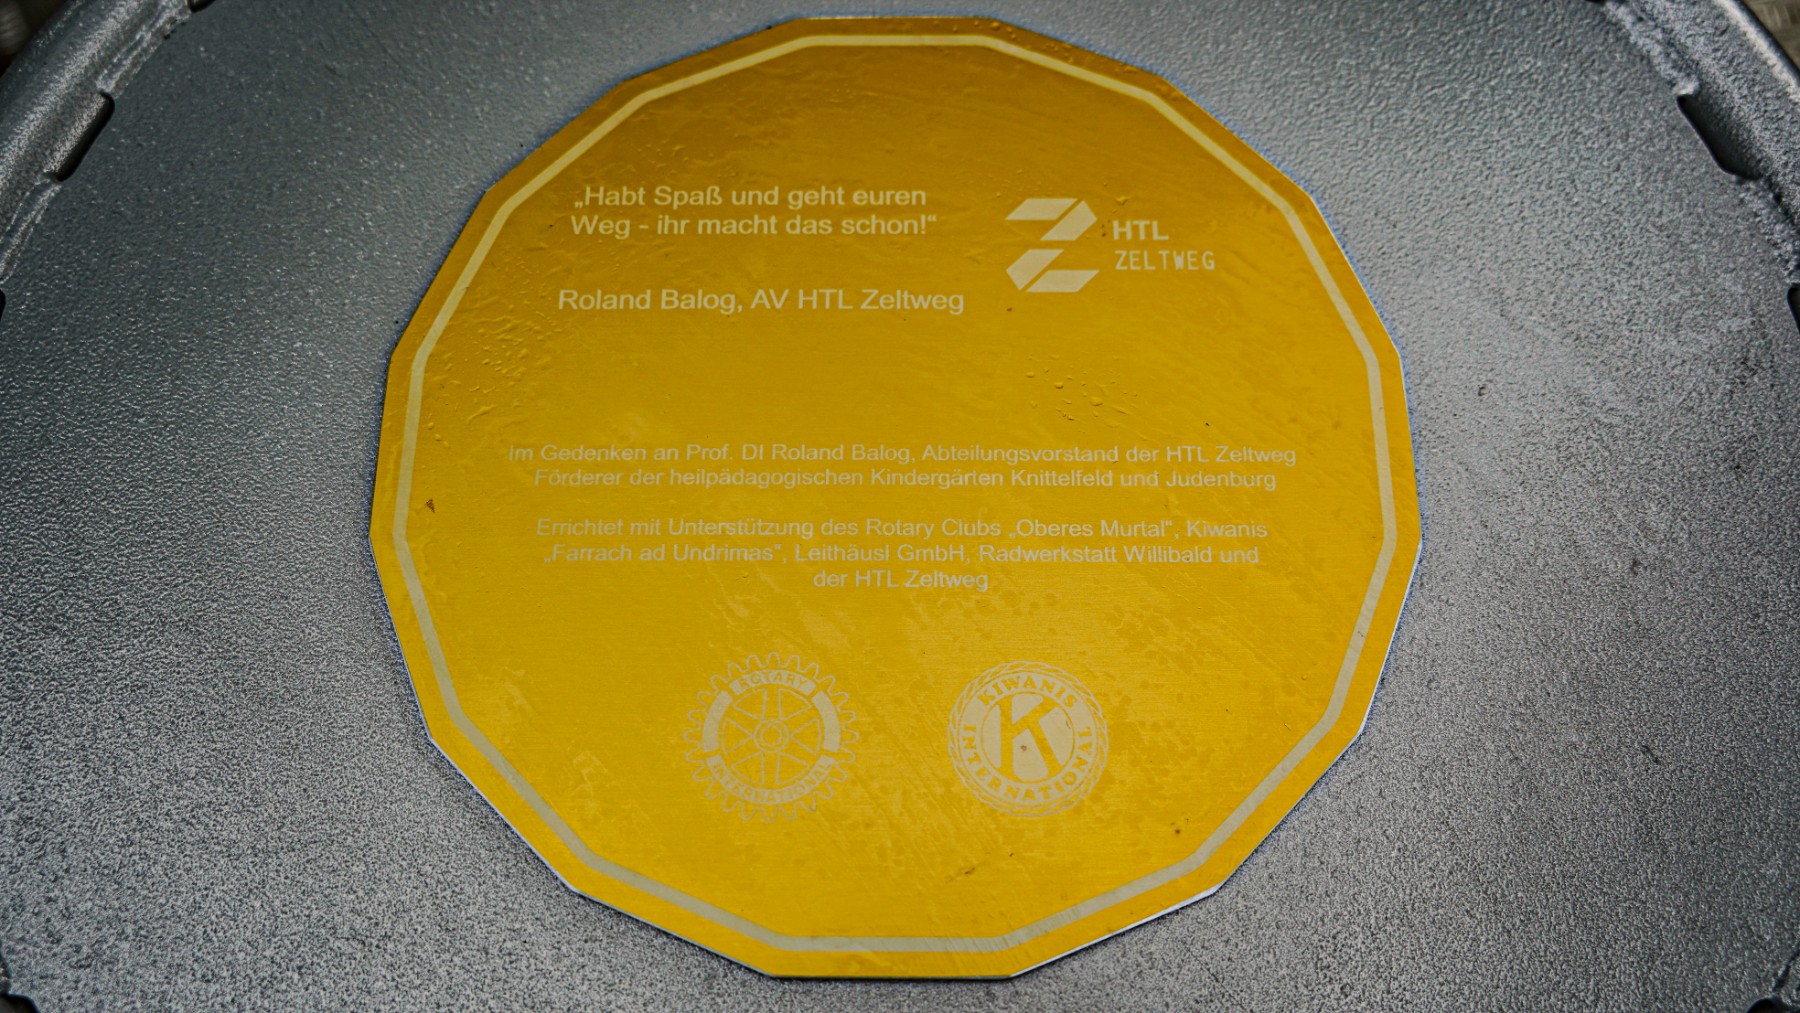 „Habt Spaß und geht euren
Weg - ihr macht das schon!“
HTL
ZELTWEG
Roland Balog, AV HTL Zeltweg
Im Gedenken an Prof. DI Roland Balog, Abteilungsvorstand der HTL Zeltweg
Förderer der heilpädagogischen Kindergärten Knittelfeld und Judenburg
Errichtet mit Unterstützung des Rotary Clubs „Oberes Murtal“, Kiwanis
„Farrach ad Undrimas“, Leithäusl GmbH, Radwerkstatt Willibald und
der HTL Zeltweg
ROTARY
INTERNATIONAL
KIWANIS
K
INTERNATIONAL